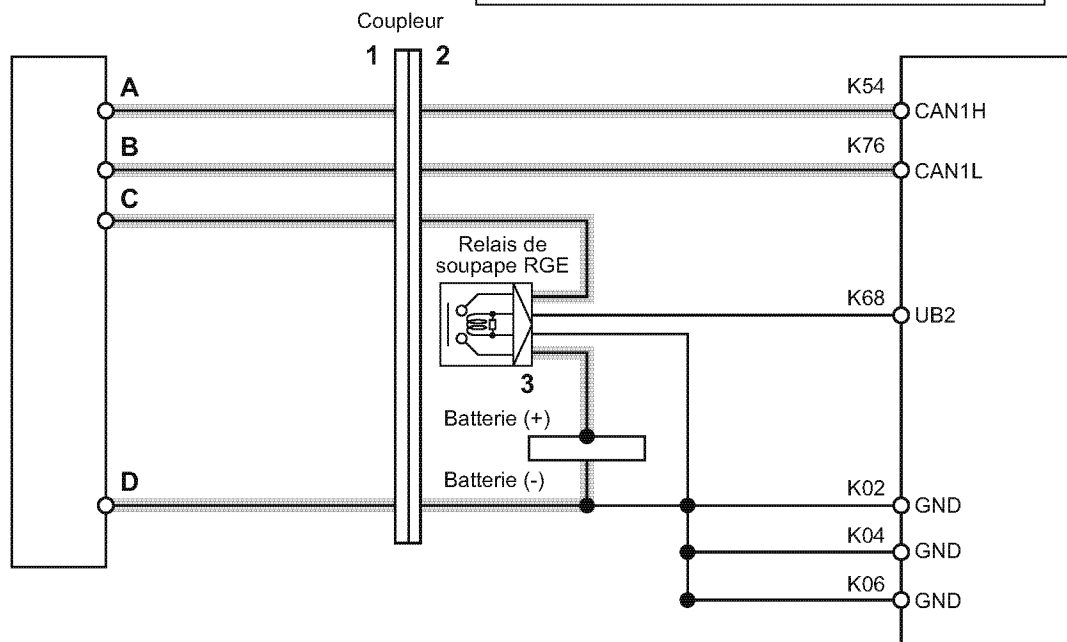 Coupleur
1 2
A
K54
CAN1H
B
K76
CAN1L
C
Relais de
soupape RGE
K68
UB2
3
Batterie (+)
Batterie (-)
D
K02
GND
K04
GND
K06
GND